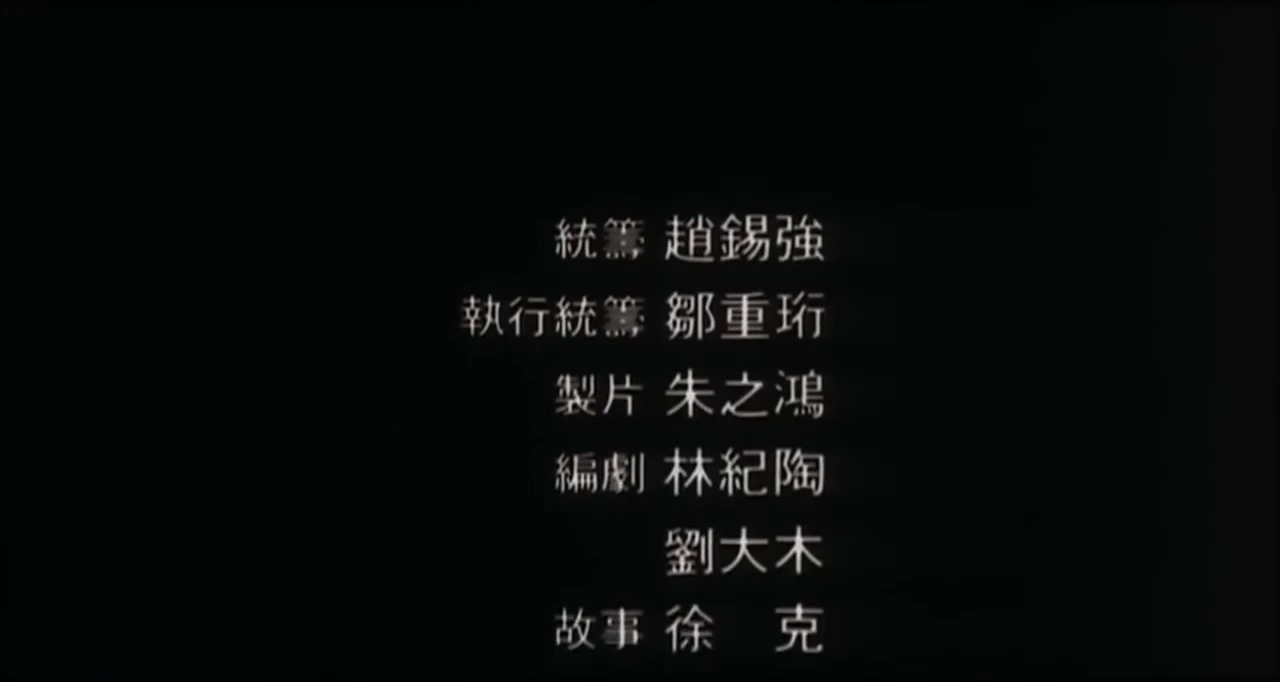 統籌 趙錫強
執行統籌 鄒重珩
製片 朱之鴻
編劇 林紀陶
劉大木
故事 徐 克